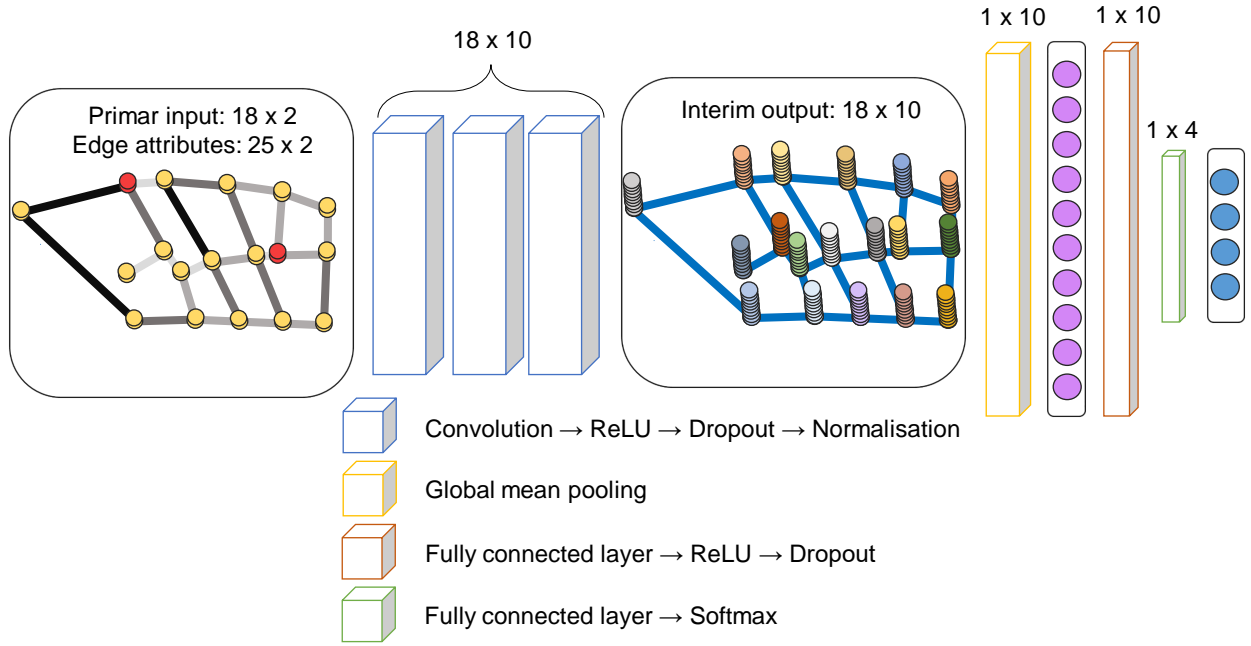 1 x 10
1 x 10
18 x 10
Primar input: 18 x 2
Edge attributes: 25 x 2
Interim output: 18 x 10
1 x 4
Convolution → ReLU → Dropout → Normalisation
Global mean pooling
Fully connected layer → ReLU → Dropout
Fully connected layer → Softmax